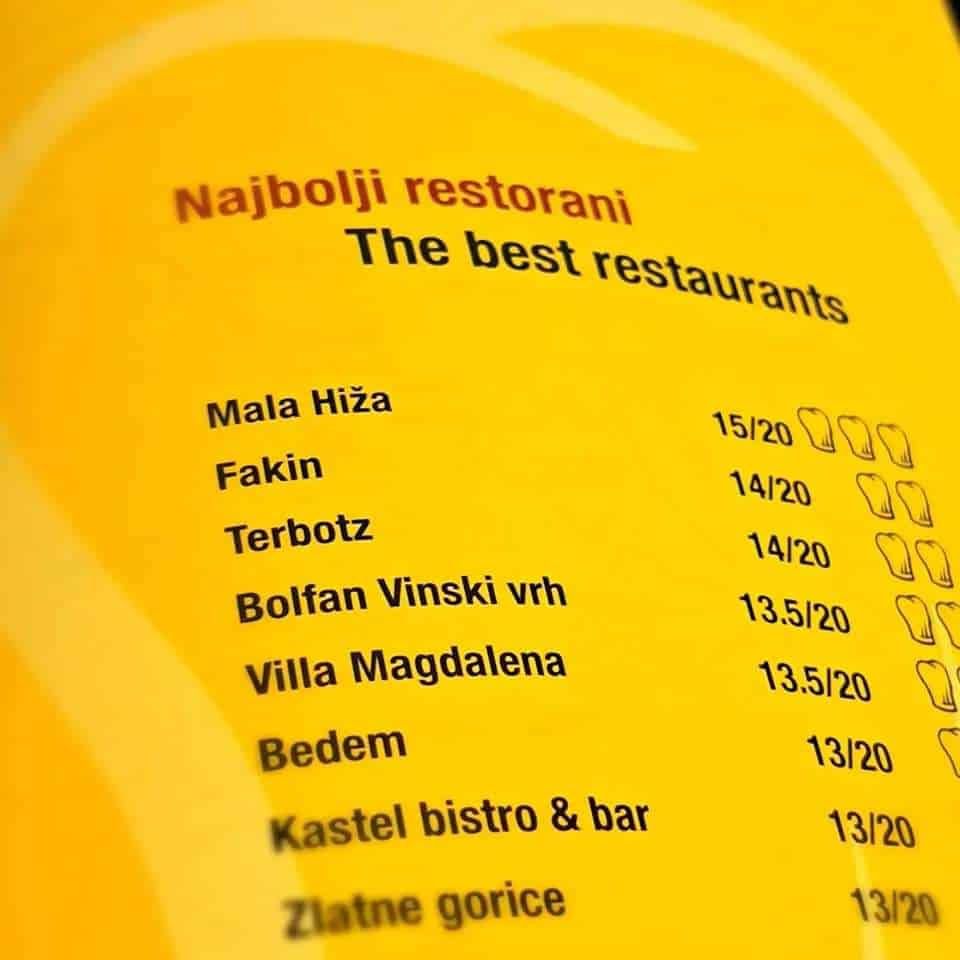 Najbolji restorani
The best restaurants
Mala Hiža 15/20
Fakin 14/20
Terbotz 14/20
Bolfan Vinski vrh 13.5/20
Villa Magdalena 13.5/20
Bedem 13/20
Kastel bistro & bar 13/20
Zlatne gorice 13/20